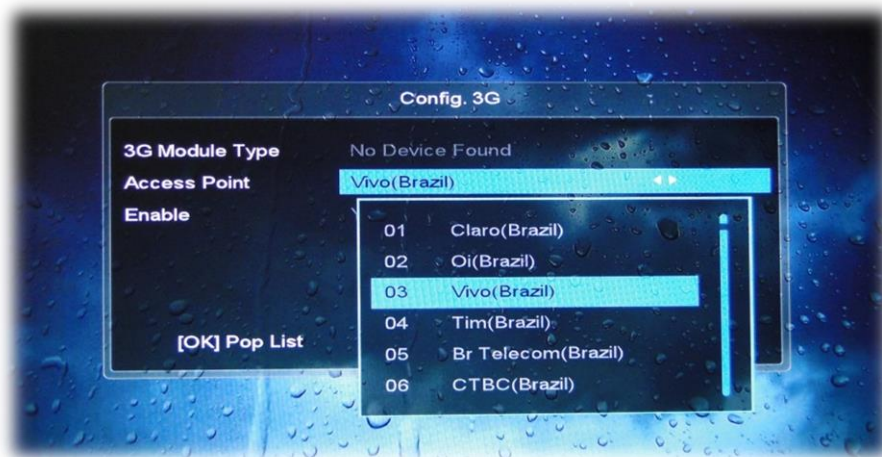 Config. 3G
3G Module Type No Device Found
Access Point Vivo(Brazil)
Enable
01 Claro(Brazil)
02 Oi(Brazil)
03 Vivo(Brazil)
04 Tim(Brazil)
[OK] Pop List
05 Br Telecom(Brazil)
06 CTBC(Brazil)